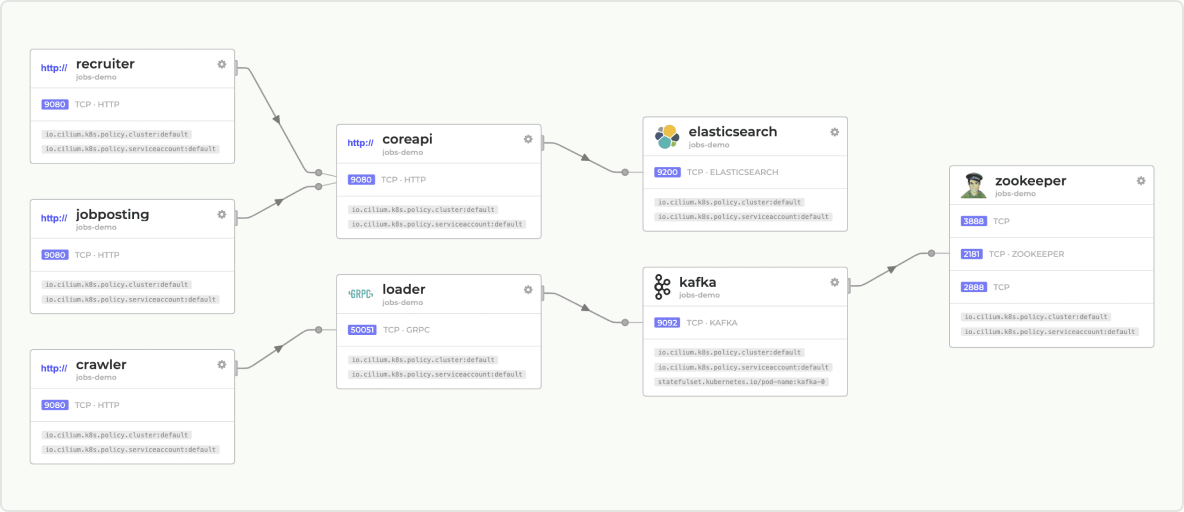 http://
recruiter
jobs-demo
9080 TCP · HTTP
io.cilium.k8s.policy.cluster:default
io.cilium.k8s.policy.serviceaccount:default
http://
jobposting
jobs-demo
9080 TCP · HTTP
io.cilium.k8s.policy.cluster:default
io.cilium.k8s.policy.serviceaccount:default
http://
crawler
jobs-demo
9080 TCP · HTTP
io.cilium.k8s.policy.cluster:default
io.cilium.k8s.policy.serviceaccount:default
http://
coreapi
jobs-demo
9080 TCP · HTTP
io.cilium.k8s.policy.cluster:default
io.cilium.k8s.policy.serviceaccount:default
GRPC
loader
jobs-demo
50051 TCP · GRPC
io.cilium.k8s.policy.cluster:default
io.cilium.k8s.policy.serviceaccount:default
elasticsearch
jobs-demo
9200 TCP · ELASTICSEARCH
io.cilium.k8s.policy.cluster:default
io.cilium.k8s.policy.serviceaccount:default
kafka
jobs-demo
9092 TCP · KAFKA
io.cilium.k8s.policy.cluster:default
io.cilium.k8s.policy.serviceaccount:default
statefulset.kubernetes.io/pod-name:kafka-0
zookeeper
jobs-demo
3888 TCP
2181 TCP · ZOOKEEPER
2888 TCP
io.cilium.k8s.policy.cluster:default
io.cilium.k8s.policy.serviceaccount:default